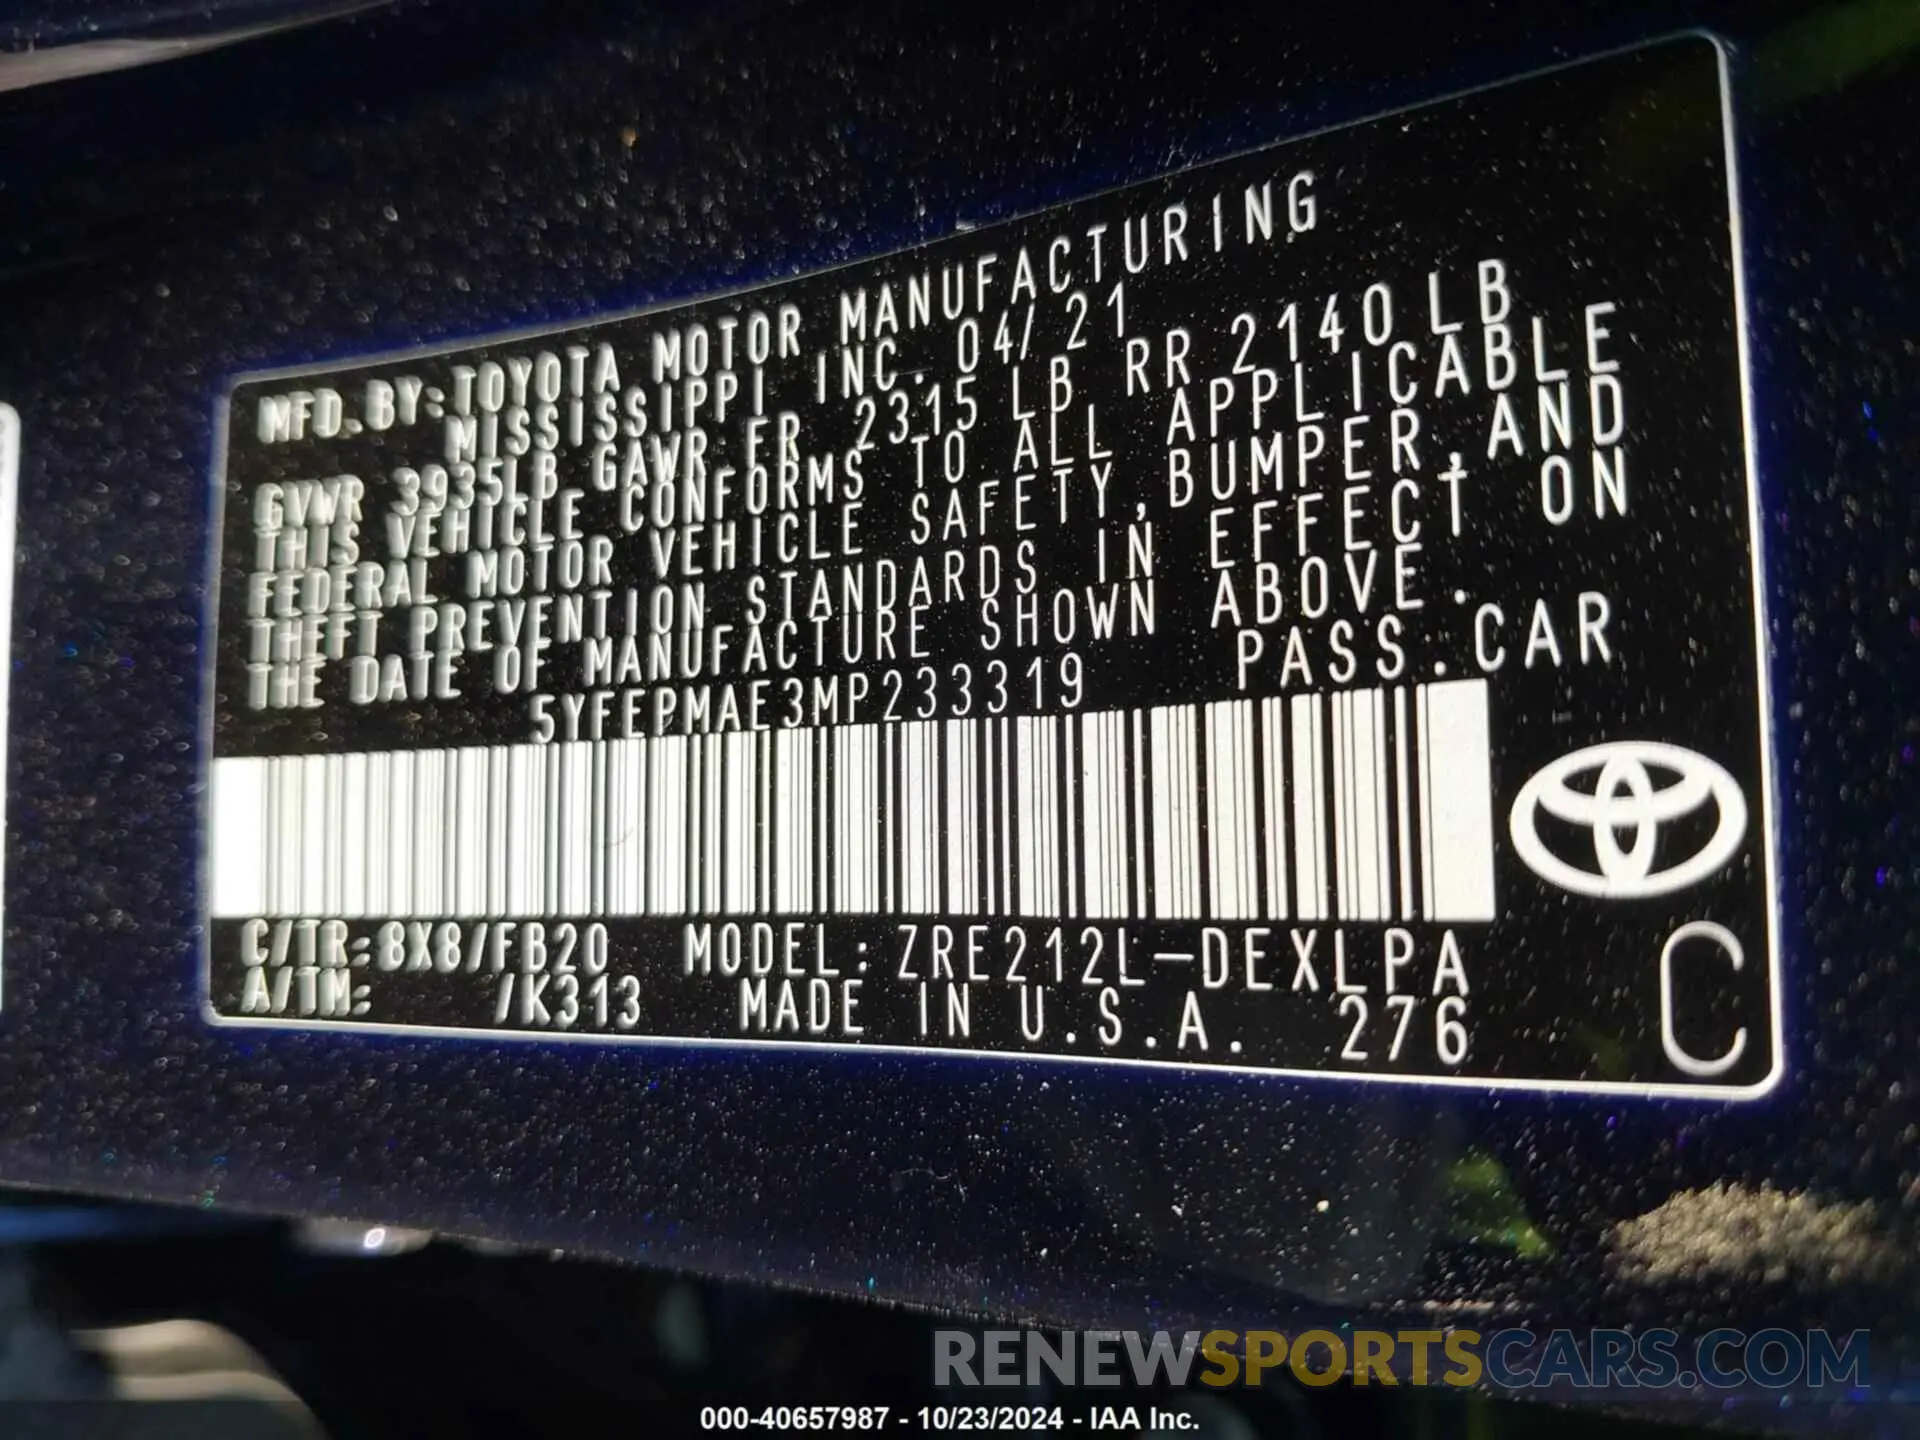 MFD.BY:TOYOTA MOTOR MANUFACTURING
MISSISSIPPI INC. 04/21
GVWR 3935LB GAWR FR 2315 LB RR 2140LB
THIS VEHICLE CONFORMS TO ALL APPLICABLE
FEDERAL MOTOR VEHICLE SAFETY,BUMPER,AND
THEFT PREVENTION STANDARDS IN EFFECT ON
THE DATE OF MANUFACTURE SHOWN ABOVE.
5YFEPMAE3MP233319 PASS.CAR
C/TR:8X8/FB20 MODEL: ZRE212L-DEXLPA
A/TM: /K313 MADE IN U.S.A. 276
C
RENEWSPORTSCARS.COM
000-40657987 - 10/23/2024 - IAA Inc.